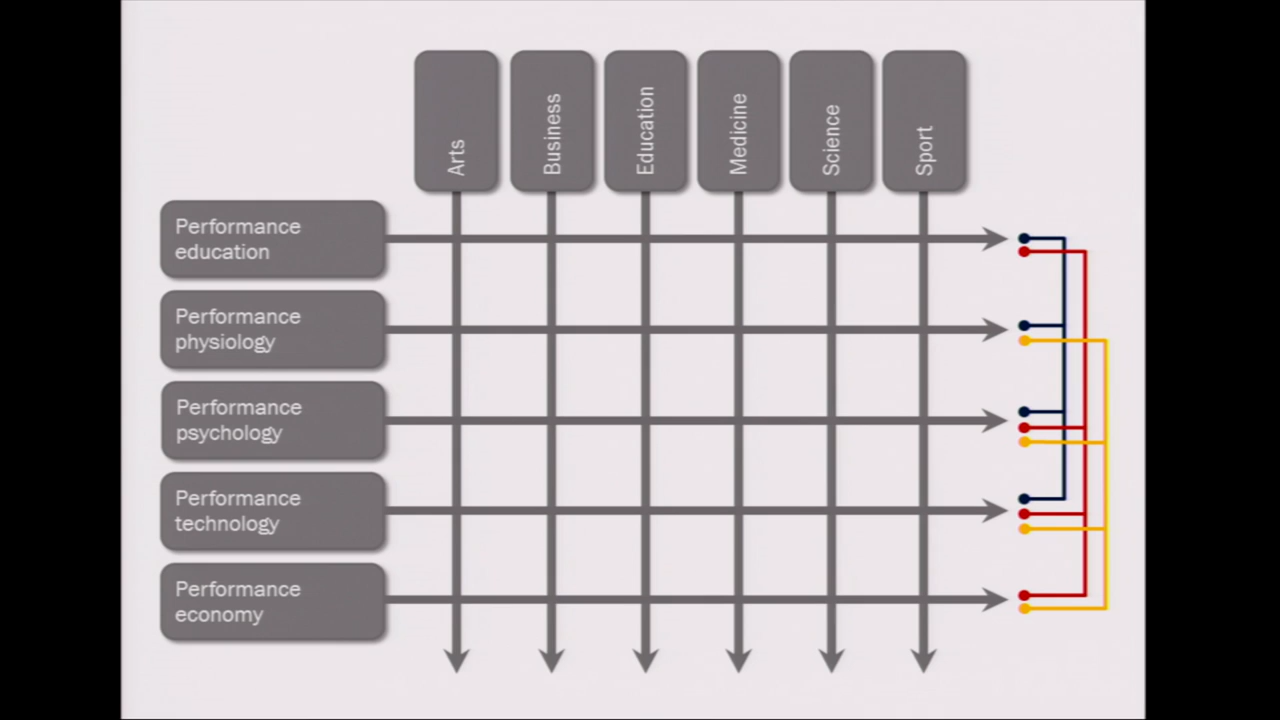 Arts
Business
Education
Medicine
Science
Sport
Performance
education
Performance
physiology
Performance
psychology
Performance
technology
Performance
economy